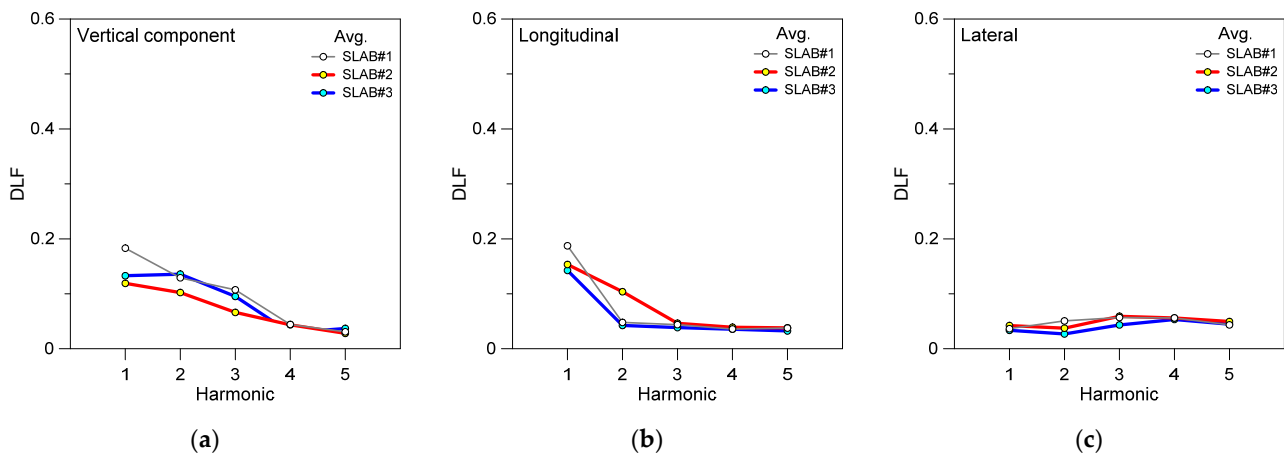 0.6
Vertical component
Avg.
SLAB#1
SLAB#2
SLAB#3
0.4
DLF
0.2
0
1 2 3 4 5
Harmonic
(a)
0.6
Longitudinal
Avg.
SLAB#1
SLAB#2
SLAB#3
0.4
DLF
0.2
0
1 2 3 4 5
Harmonic
(b)
0.6
Lateral
Avg.
SLAB#1
SLAB#2
SLAB#3
0.4
DLF
0.2
0
1 2 3 4 5
Harmonic
(c)